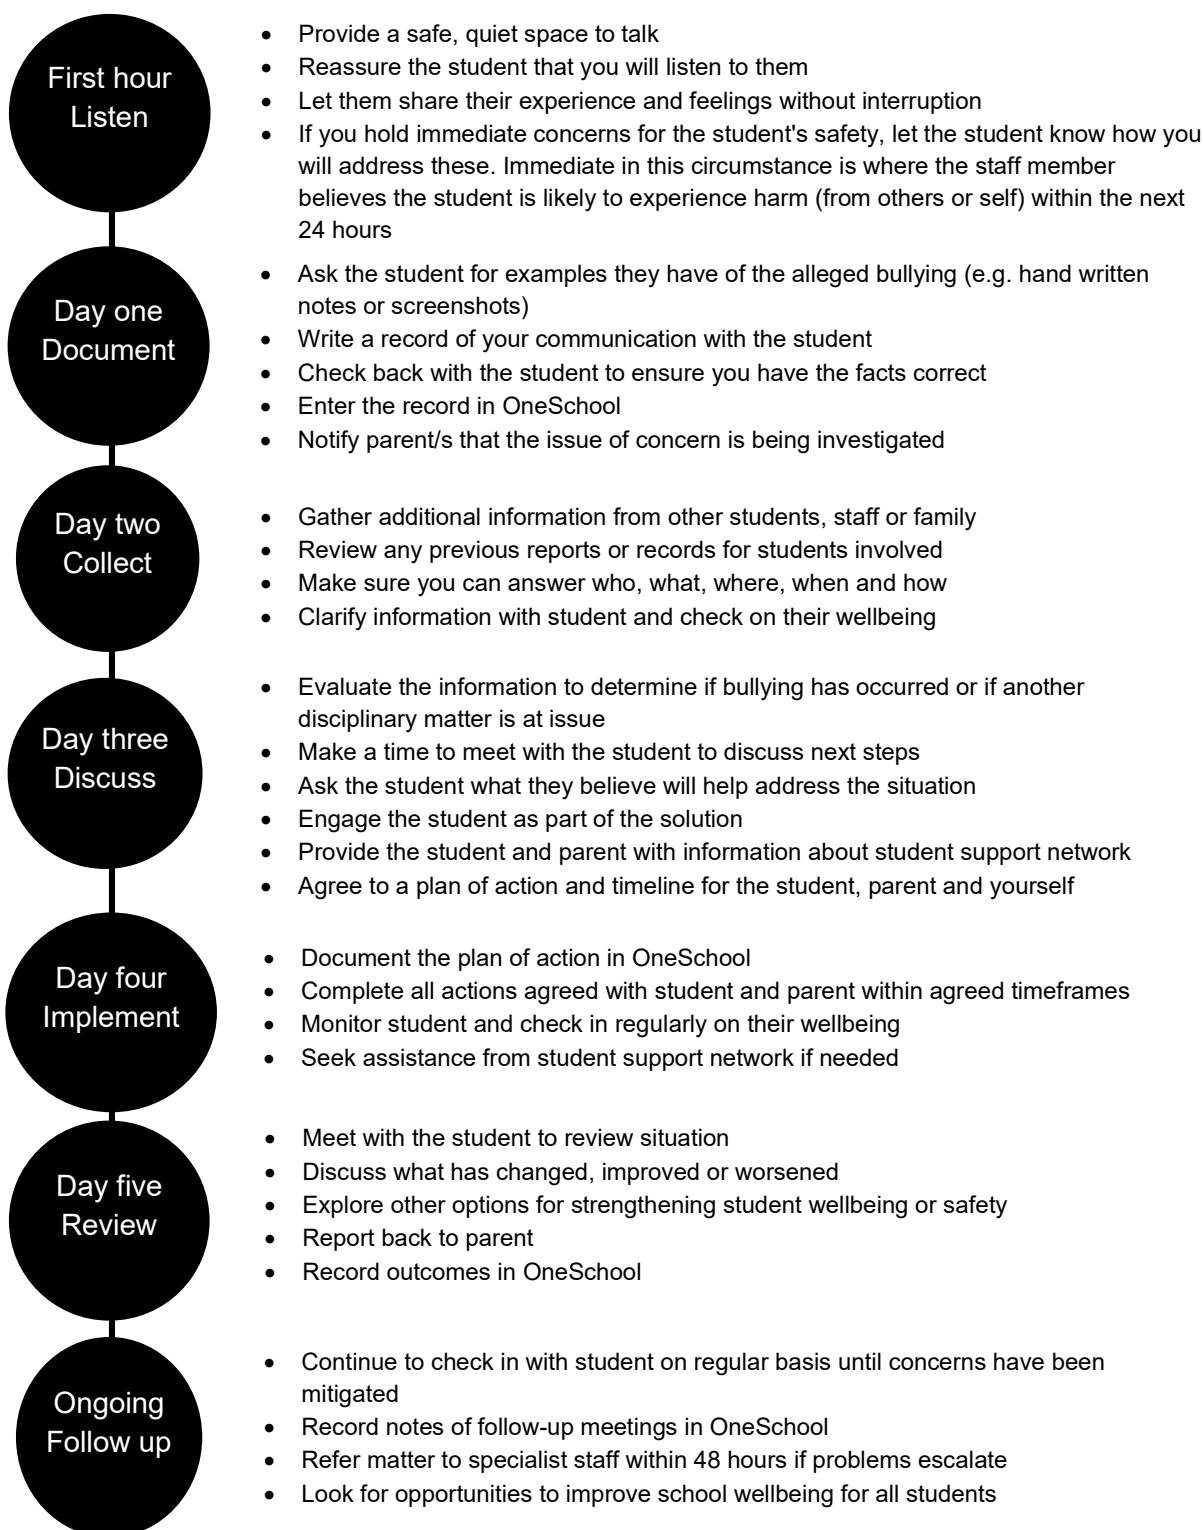 First hour
Listen
• Provide a safe, quiet space to talk
• Reassure the student that you will listen to them
• Let them share their experience and feelings without interruption
• If you hold immediate concerns for the student's safety, let the student know how you
will address these. Immediate in this circumstance is where the staff member
believes the student is likely to experience harm (from others or self) within the next
24 hours
Day one
Document
• Ask the student for examples they have of the alleged bullying (e.g. hand written
notes or screenshots)
• Write a record of your communication with the student
• Check back with the student to ensure you have the facts correct
• Enter the record in OneSchool
• Notify parent/s that the issue of concern is being investigated
Day two
Collect
• Gather additional information from other students, staff or family
• Review any previous reports or records for students involved
• Make sure you can answer who, what, where, when and how
• Clarify information with student and check on their wellbeing
Day three
Discuss
• Evaluate the information to determine if bullying has occurred or if another
disciplinary matter is at issue
• Make a time to meet with the student to discuss next steps
• Ask the student what they believe will help address the situation
• Engage the student as part of the solution
• Provide the student and parent with information about student support network
• Agree to a plan of action and timeline for the student, parent and yourself
Day four
Implement
• Document the plan of action in OneSchool
• Complete all actions agreed with student and parent within agreed timeframes
• Monitor student and check in regularly on their wellbeing
• Seek assistance from student support network if needed
Day five
Review
• Meet with the student to review situation
• Discuss what has changed, improved or worsened
• Explore other options for strengthening student wellbeing or safety
• Report back to parent
• Record outcomes in OneSchool
Ongoing
Follow up
• Continue to check in with student on regular basis until concerns have been
mitigated
• Record notes of follow-up meetings in OneSchool
• Refer matter to specialist staff within 48 hours if problems escalate
• Look for opportunities to improve school wellbeing for all students